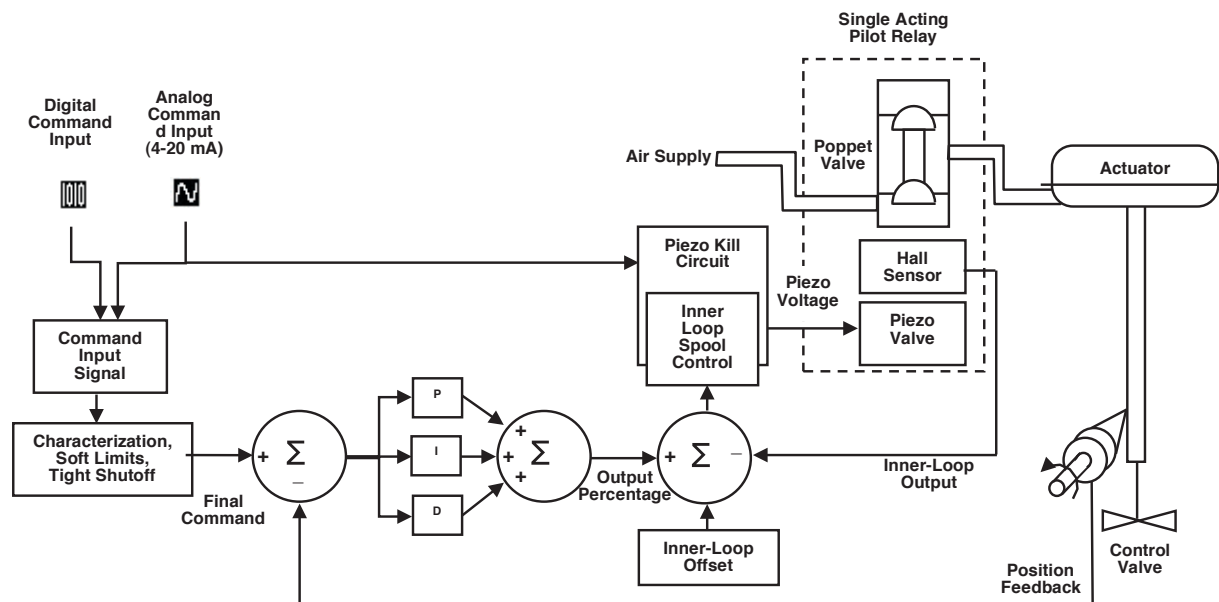 Single Acting
Pilot Relay
Digital
Command
Input
Analog
Comman
d Input
(4-20 mA)
Air Supply
Poppet
Valve
Actuator
Piezo Kill
Circuit
Hall
Sensor
Piezo
Voltage
Inner
Loop
Spool
Control
Piezo
Valve
Command
Input
Signal
P
Characterization,
Soft Limits,
Tight Shutoff
+
Σ
_
I
+
+
+
Σ
+
Σ
_
D
Final
Command
Output
Percentage
Inner-Loop
Output
Inner-Loop
Offset
Position
Feedback
Control
Valve